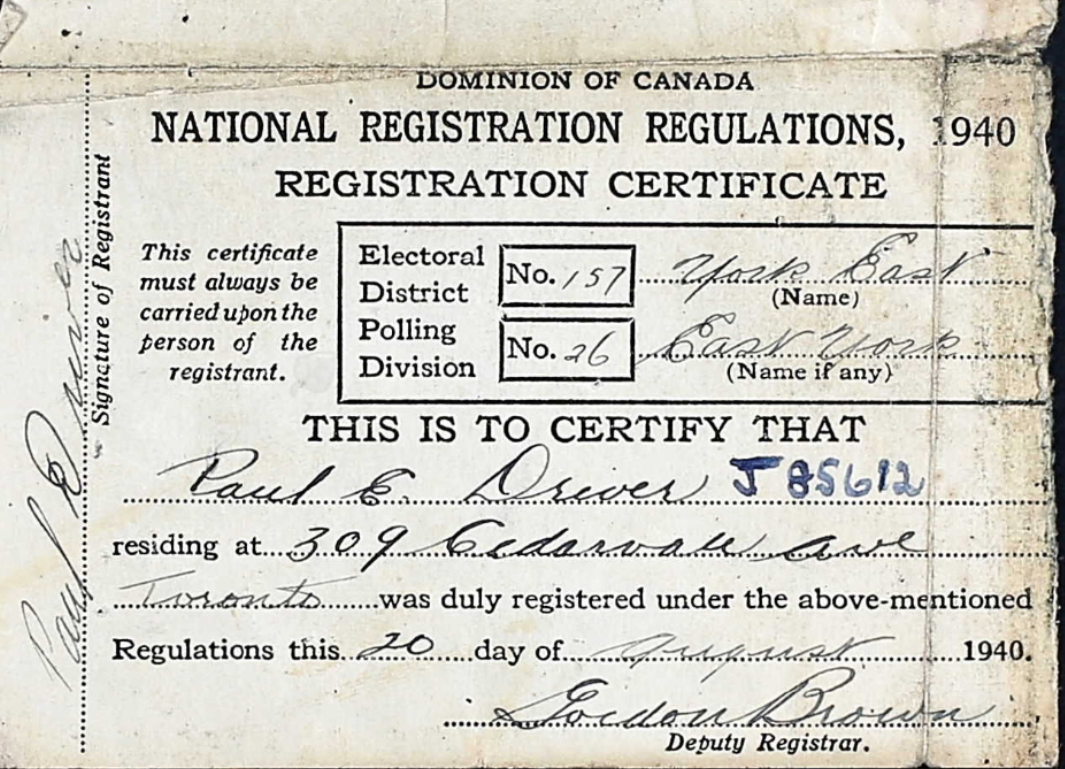 DOMINION OF CANADA
NATIONAL REGISTRATION REGULATIONS, 1940
REGISTRATION CERTIFICATE
Signature of Registrant
Paul E. Driver
This certificate
must always be
carried upon the
person of the
registrant.
Electoral District No. 157 York East
(Name)
Polling Division No. 26 East York
(Name if any)
THIS IS TO CERTIFY THAT
Paul E. Driver J 85612
residing at 309 Cedarvale Ave
Toronto was duly registered under the above-mentioned
Regulations this 20 day of August 1940.
Gordon Brown
Deputy Registrar.